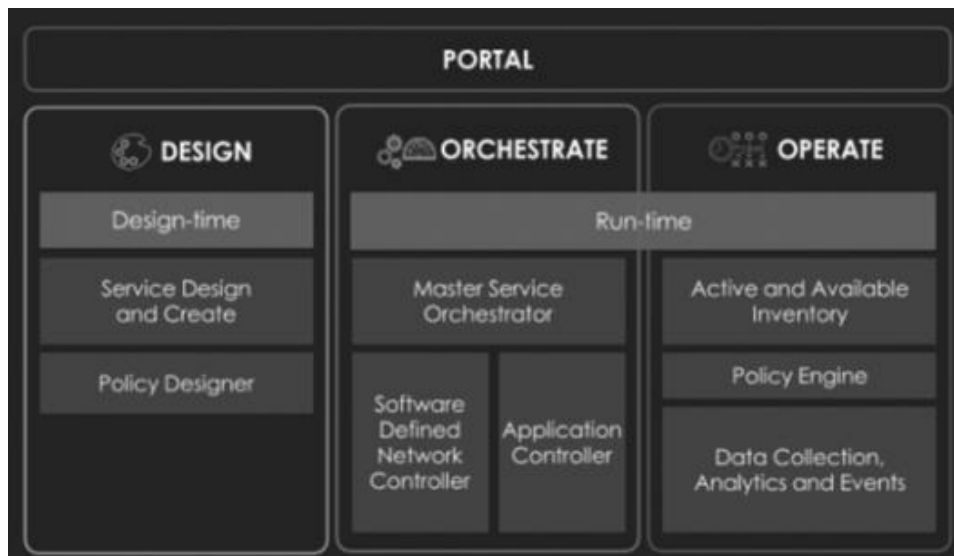 PORTAL
DESIGN
Design-time
Service Design
and Create
Policy Designer
ORCHESTRATE
OPERATE
Run-time
Master Service
Orchestrator
Software
Defined
Network
Controller
Application
Controller
Active and Available
Inventory
Policy Engine
Data Collection,
Analytics and Events